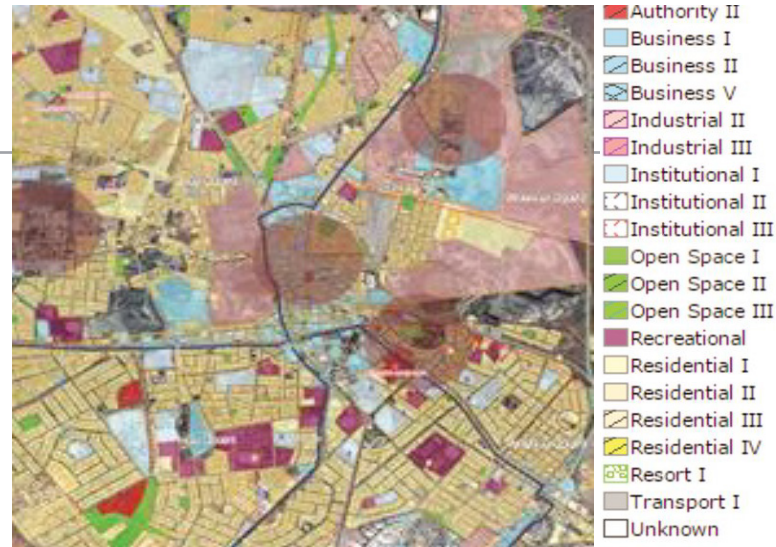 Authority II
Business I
Business II
Business V
Industrial II
Industrial III
Institutional I
Institutional II
Institutional III
Open Space I
Open Space II
Open Space III
Recreational
Residential I
Residential II
Residential III
Residential IV
Resort I
Transport I
Unknown